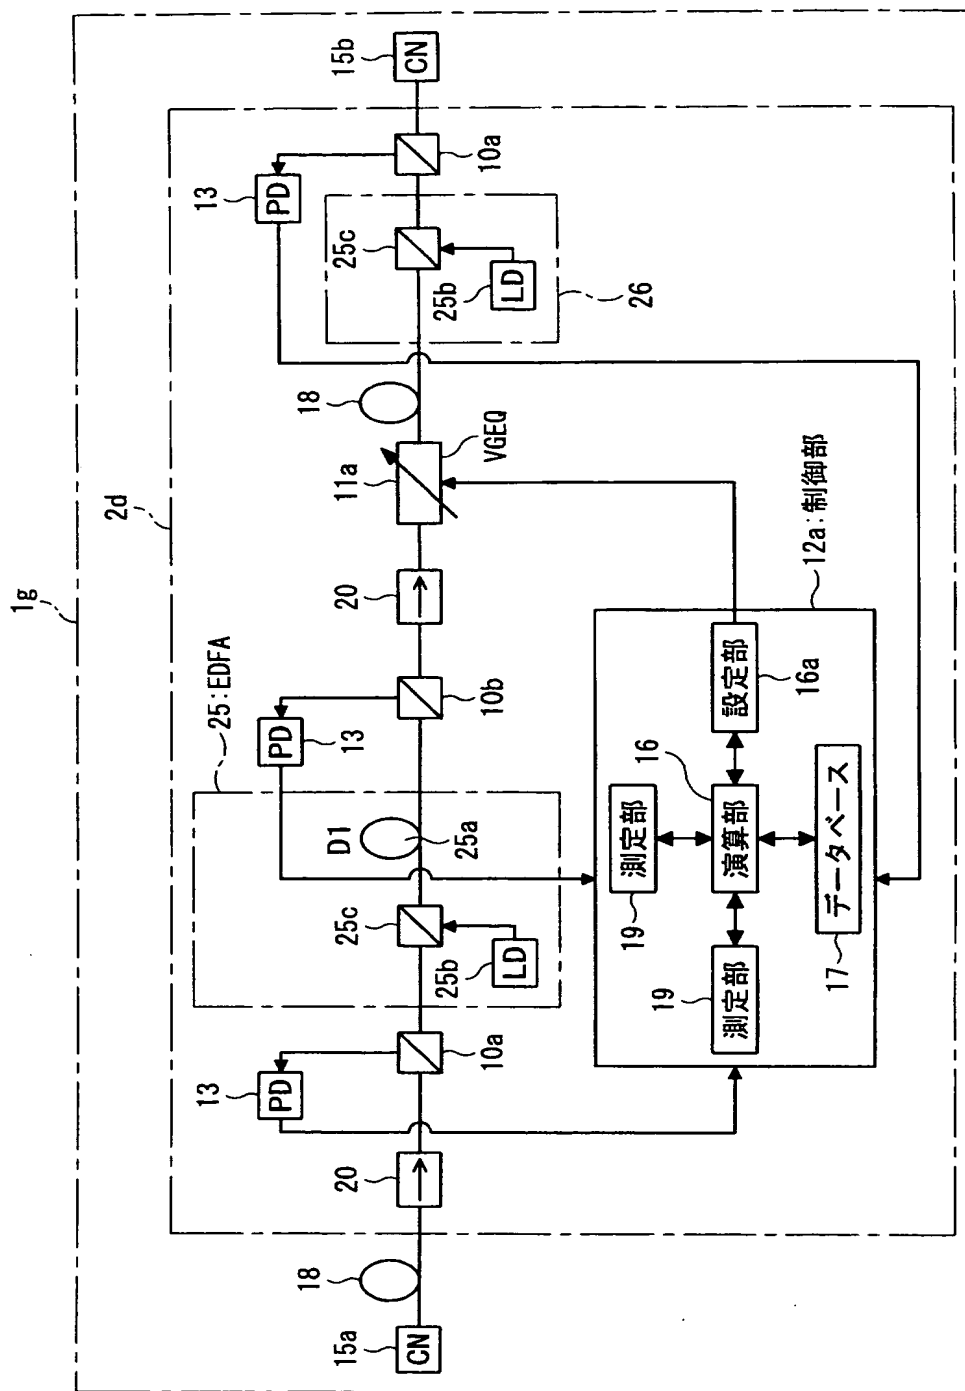 1g
2d
25:EDFA
13
PD
13
PD
13
PD
15a
CN
18
20
10a
25c
25b
LD
D1
25a
10b
20
11a
VGEQ
18
25c
25b
LD
26
10a
15b
CN
12a:制御部
19
測定部
19
測定部
16
演算部
設定部
16a
17
データベース